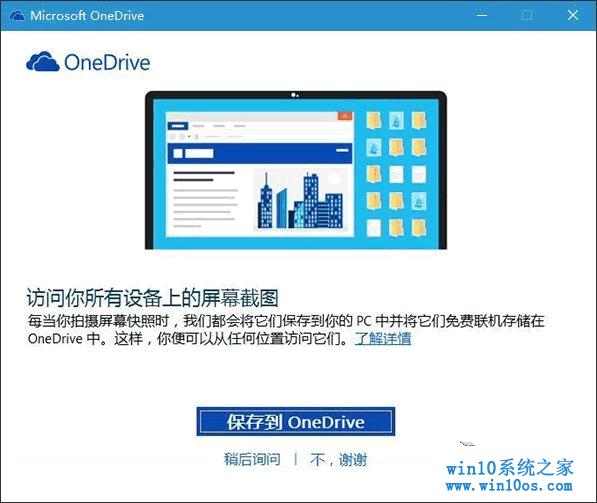 Microsoft OneDrive
OneDrive
访问你所有设备上的屏幕截图
每当你拍摄屏幕快照时，我们都会将它们保存到你的 PC 中并将它们免费联机存储在
OneDrive 中。这样，你便可以从任何位置访问它们。了解详情
保存到 OneDrive
稍后询问 | 不，谢谢
win10系统之家
www.win10os.com